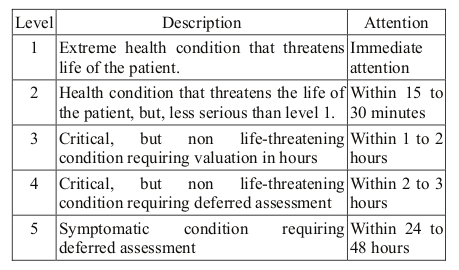 Level Description Attention
1 Extreme health condition that threatens Immediate
life of the patient. attention
2 Health condition that threatens the life of Within 15 to
the patient, but, less serious than level 1. 30 minutes
3 Critical, but non life-threatening Within 1 to 2
condition requiring valuation in hours hours
4 Critical, but non life-threatening Within 2 to 3
condition requiring deferred assessment hours
5 Symptomatic condition requiring Within 24 to
deferred assessment 48 hours